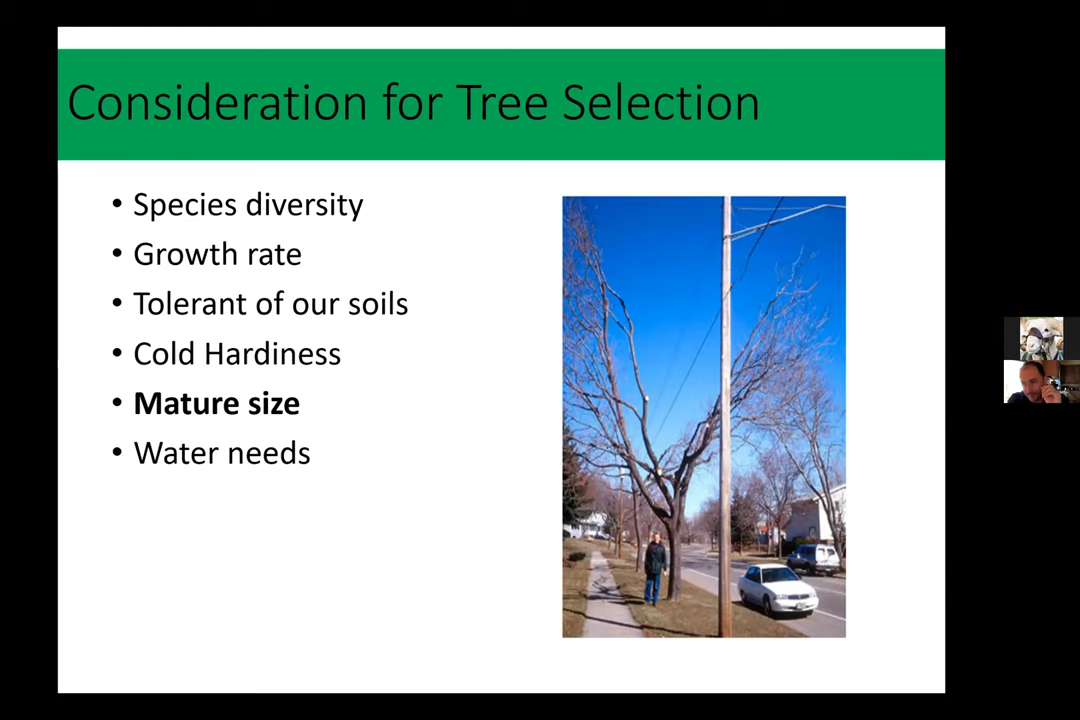 Consideration for Tree Selection
• Species diversity
• Growth rate
• Tolerant of our soils
• Cold Hardiness
• Mature size
• Water needs